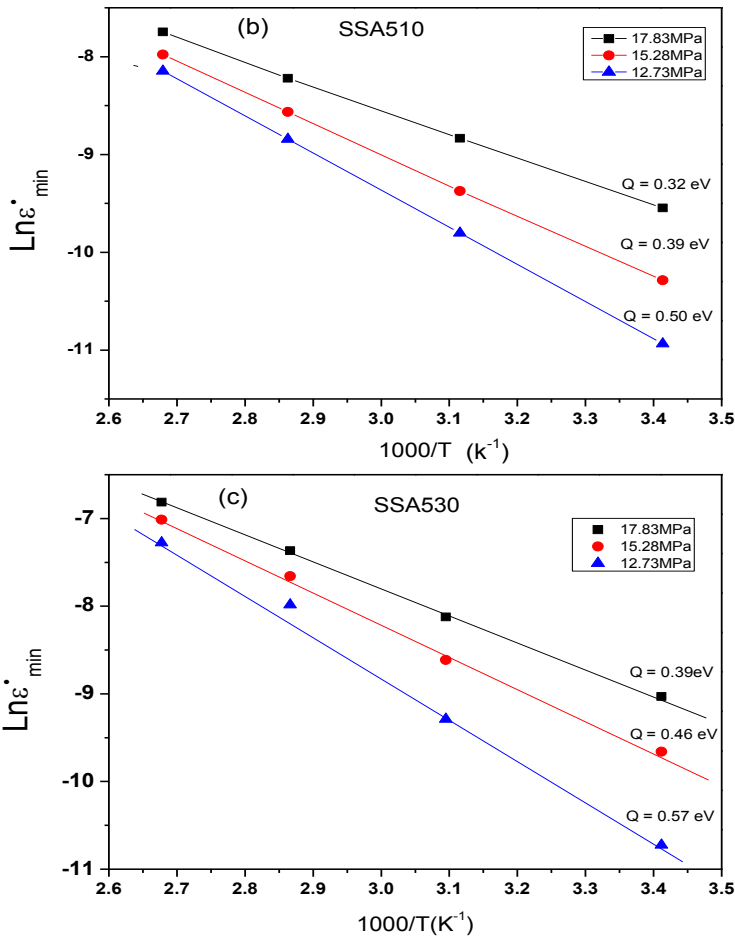 (b) SSA510
17.83MPa
15.28MPa
12.73MPa
-8
-9
-10
-11
Lnε•min
Q = 0.32 eV
Q = 0.39 eV
Q = 0.50 eV
2.6 2.7 2.8 2.9 3.0 3.1 3.2 3.3 3.4 3.5
1000/T (k-1)
(c) SSA530
17.83MPa
15.28MPa
12.73MPa
-7
-8
-9
-10
-11
Lnε•min
Q = 0.39eV
Q = 0.46 eV
Q = 0.57 eV
2.6 2.7 2.8 2.9 3.0 3.1 3.2 3.3 3.4 3.5
1000/T(K-1)